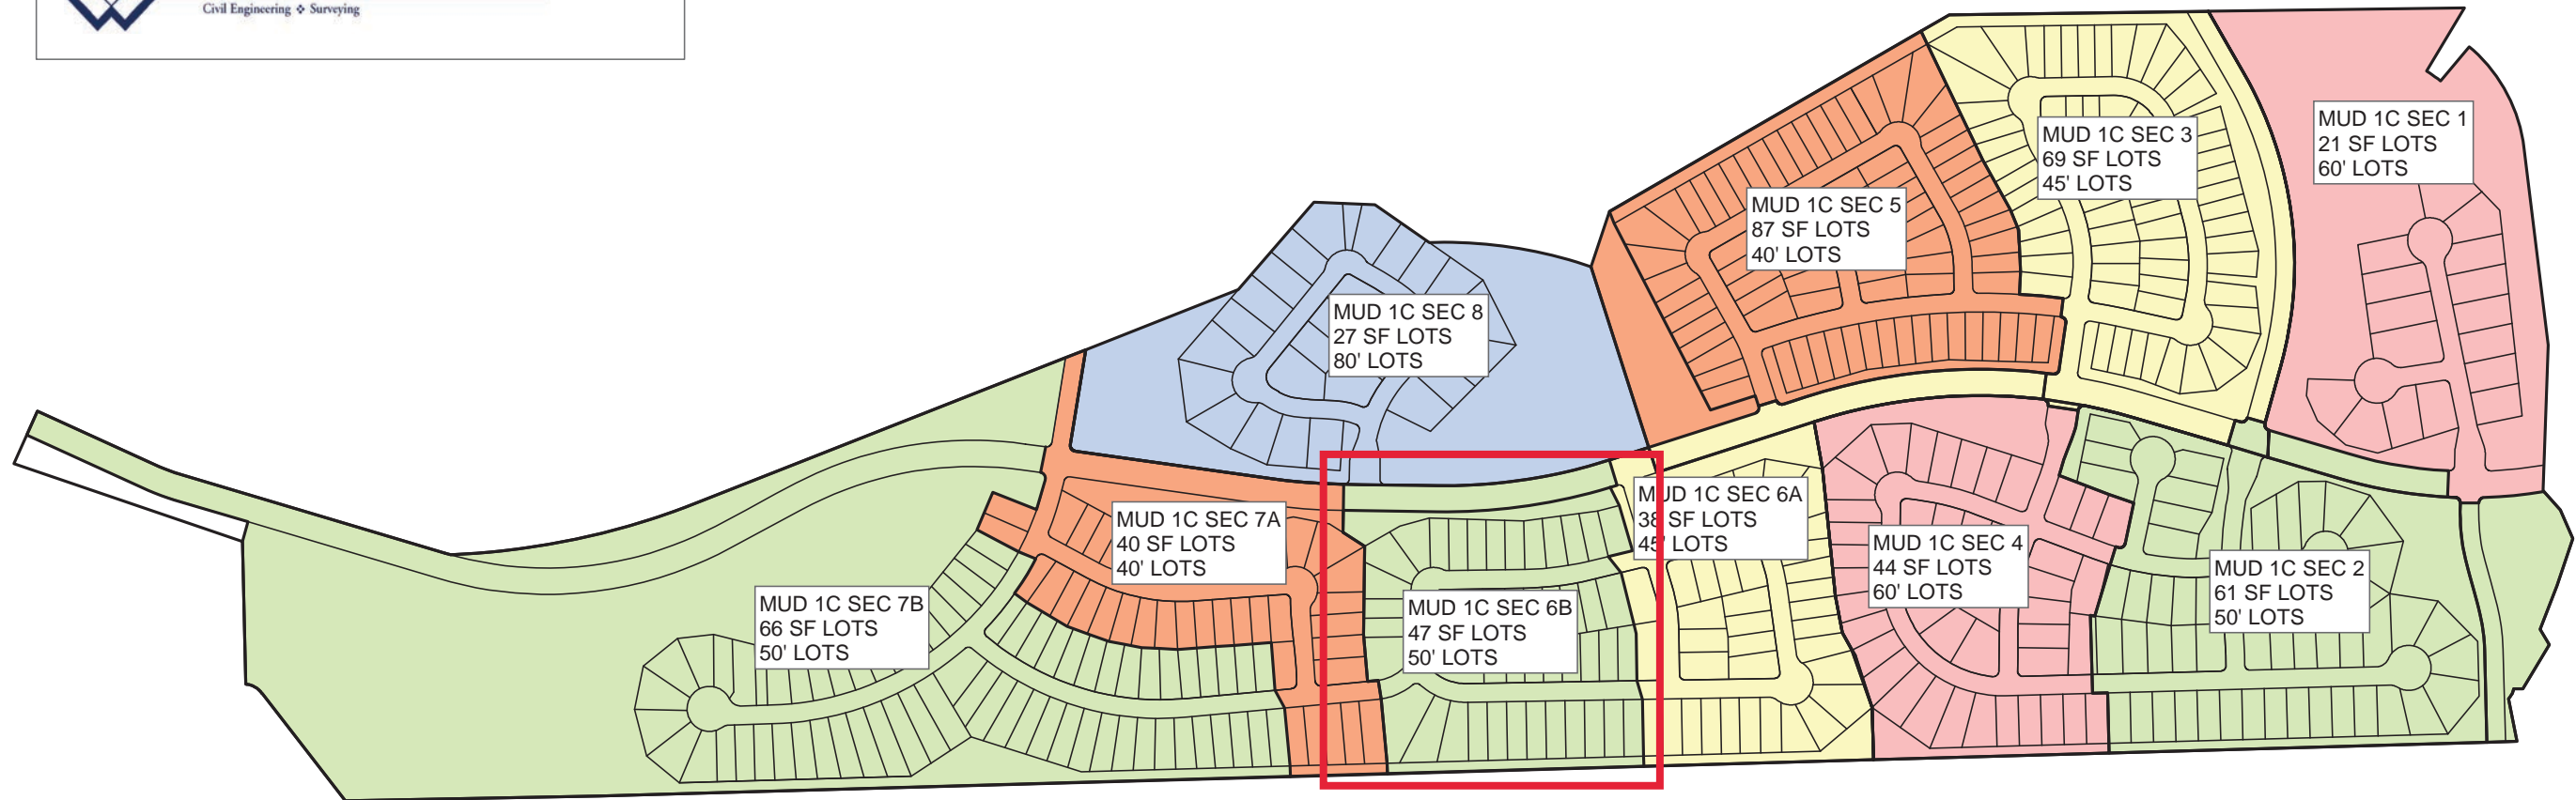 Civil Engineering ❖ Surveying
MUD 1C SEC 1
21 SF LOTS
60' LOTS
MUD 1C SEC 3
69 SF LOTS
45' LOTS
MUD 1C SEC 5
87 SF LOTS
40' LOTS
MUD 1C SEC 8
27 SF LOTS
80' LOTS
MUD 1C SEC 6A
38 SF LOTS
45' LOTS
MUD 1C SEC 7A
40 SF LOTS
40' LOTS
MUD 1C SEC 4
44 SF LOTS
60' LOTS
MUD 1C SEC 2
61 SF LOTS
50' LOTS
MUD 1C SEC 7B
66 SF LOTS
50' LOTS
MUD 1C SEC 6B
47 SF LOTS
50' LOTS